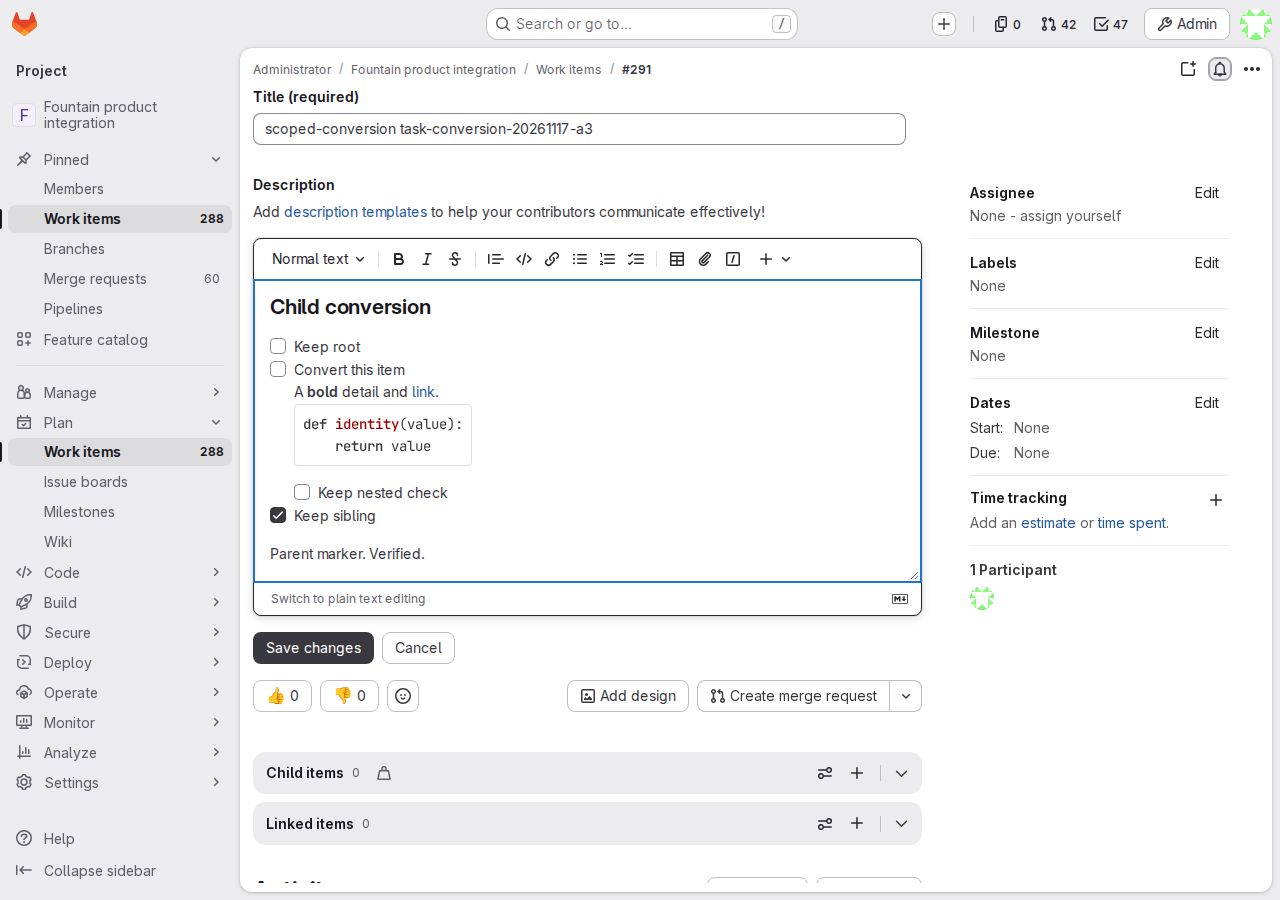 Search or go to...
/
0
42
47
Admin
Project
F
Fountain product integration
Pinned
Members
Work items 288
Branches
Merge requests 60
Pipelines
Feature catalog
Manage
Plan
Work items 288
Issue boards
Milestones
Wiki
Code
Build
Secure
Deploy
Operate
Monitor
Analyze
Settings
Help
Collapse sidebar
Administrator / Fountain product integration / Work items / #291
Title (required)
scoped-conversion task-conversion-20261117-a3
Description
Add description templates to help your contributors communicate effectively!
Normal text
Child conversion
Keep root
Convert this item
A bold detail and link.
def identity(value):
return value
Keep nested check
Keep sibling
Parent marker. Verified.
Switch to plain text editing
Save changes
Cancel
👍 0
👎 0
Add design
Create merge request
Child items 0
Linked items 0
Assignee
Edit
None - assign yourself
Labels
Edit
None
Milestone
Edit
None
Dates
Edit
Start: None
Due: None
Time tracking
Add an estimate or time spent.
1 Participant